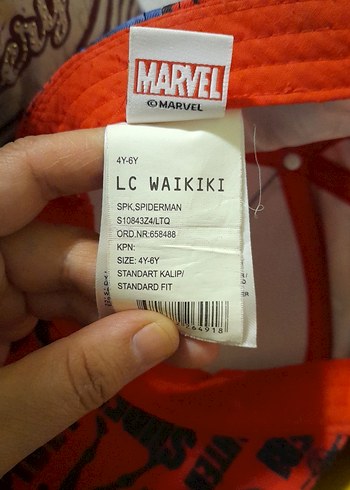 MARVEL
© MARVEL
4Y-6Y
LC WAIKIKI
SPK,SPIDERMAN
S10843Z4/LTQ
ORD.NR:658488
KPN:
SIZE: 4Y-6Y
STANDART KALIP/
STANDARD FIT